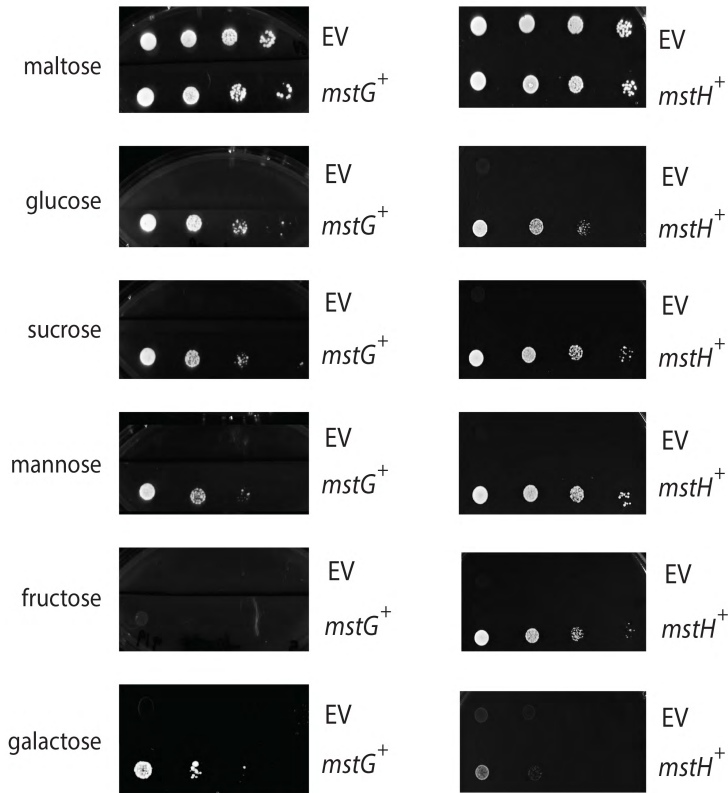 maltose
EV
mstG+
EV
mstH+
glucose
EV
mstG+
EV
mstH+
sucrose
EV
mstG+
EV
mstH+
mannose
EV
mstG+
EV
mstH+
fructose
EV
mstG+
EV
mstH+
galactose
EV
mstG+
EV
mstH+